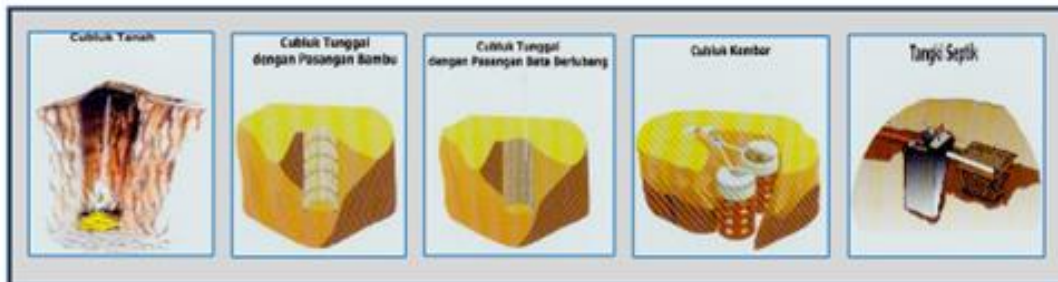 Cubluk Tanah
Cubluk Tunggal
dengan Pasangan Bambu
Cubluk Tunggal
dengan Pasangan Bata Berlubang
Cubluk Kembar
Tangki Septik